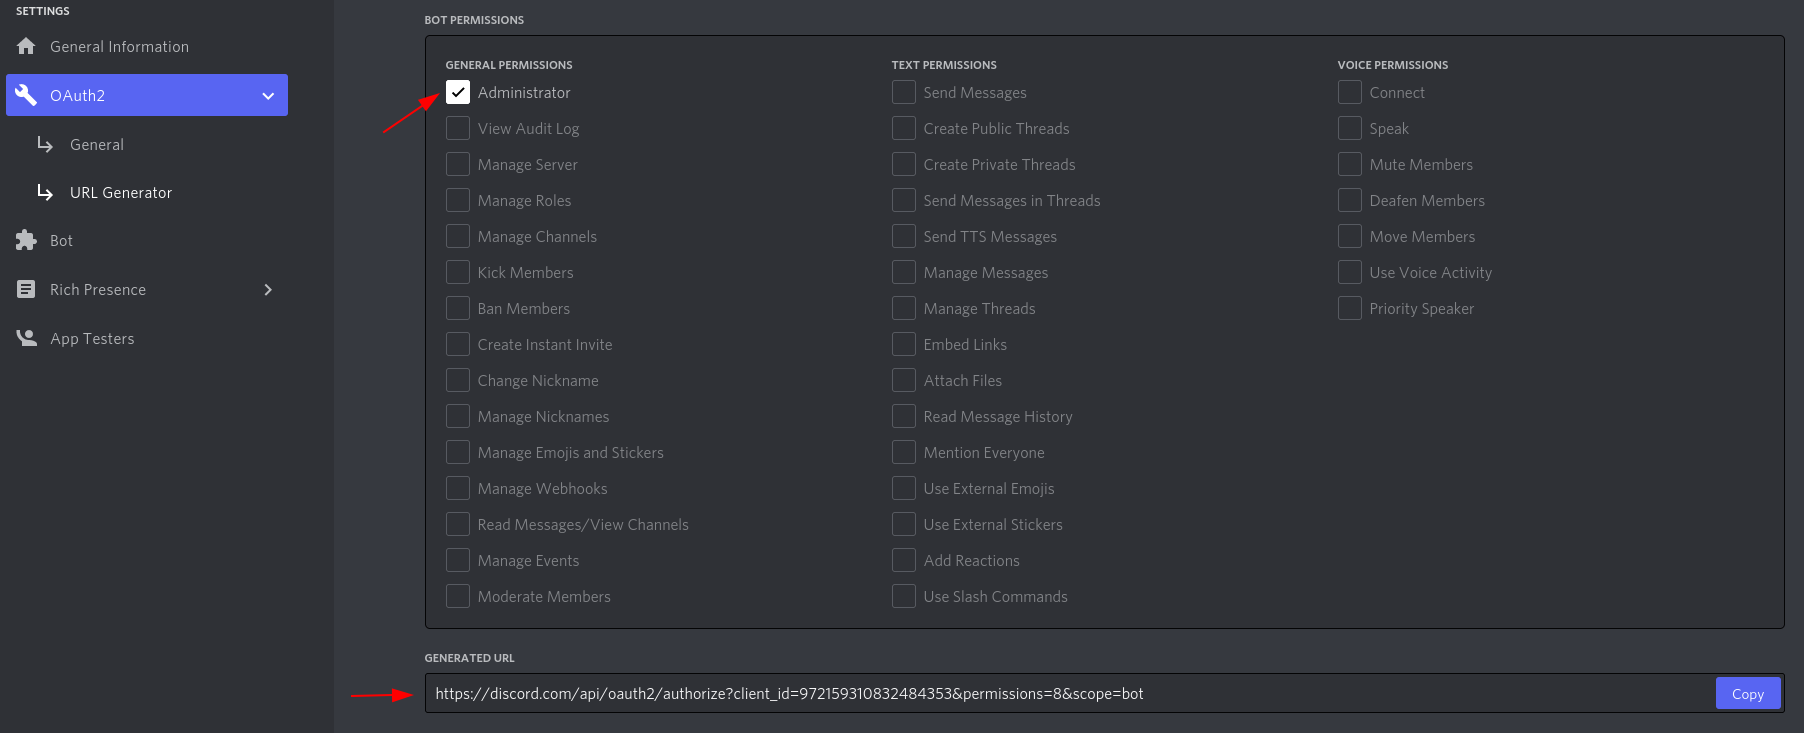 SETTINGS
General Information
OAuth2
General
URL Generator
Bot
Rich Presence
App Testers
BOT PERMISSIONS
GENERAL PERMISSIONS
Administrator
View Audit Log
Manage Server
Manage Roles
Manage Channels
Kick Members
Ban Members
Create Instant Invite
Change Nickname
Manage Nicknames
Manage Emojis and Stickers
Manage Webhooks
Read Messages/View Channels
Manage Events
Moderate Members
TEXT PERMISSIONS
Send Messages
Create Public Threads
Create Private Threads
Send Messages in Threads
Send TTS Messages
Manage Messages
Manage Threads
Embed Links
Attach Files
Read Message History
Mention Everyone
Use External Emojis
Use External Stickers
Add Reactions
Use Slash Commands
VOICE PERMISSIONS
Connect
Speak
Mute Members
Deafen Members
Move Members
Use Voice Activity
Priority Speaker
GENERATED URL
https://discord.com/api/oauth2/authorize?client_id=972159310832484353&permissions=8&scope=bot
Copy